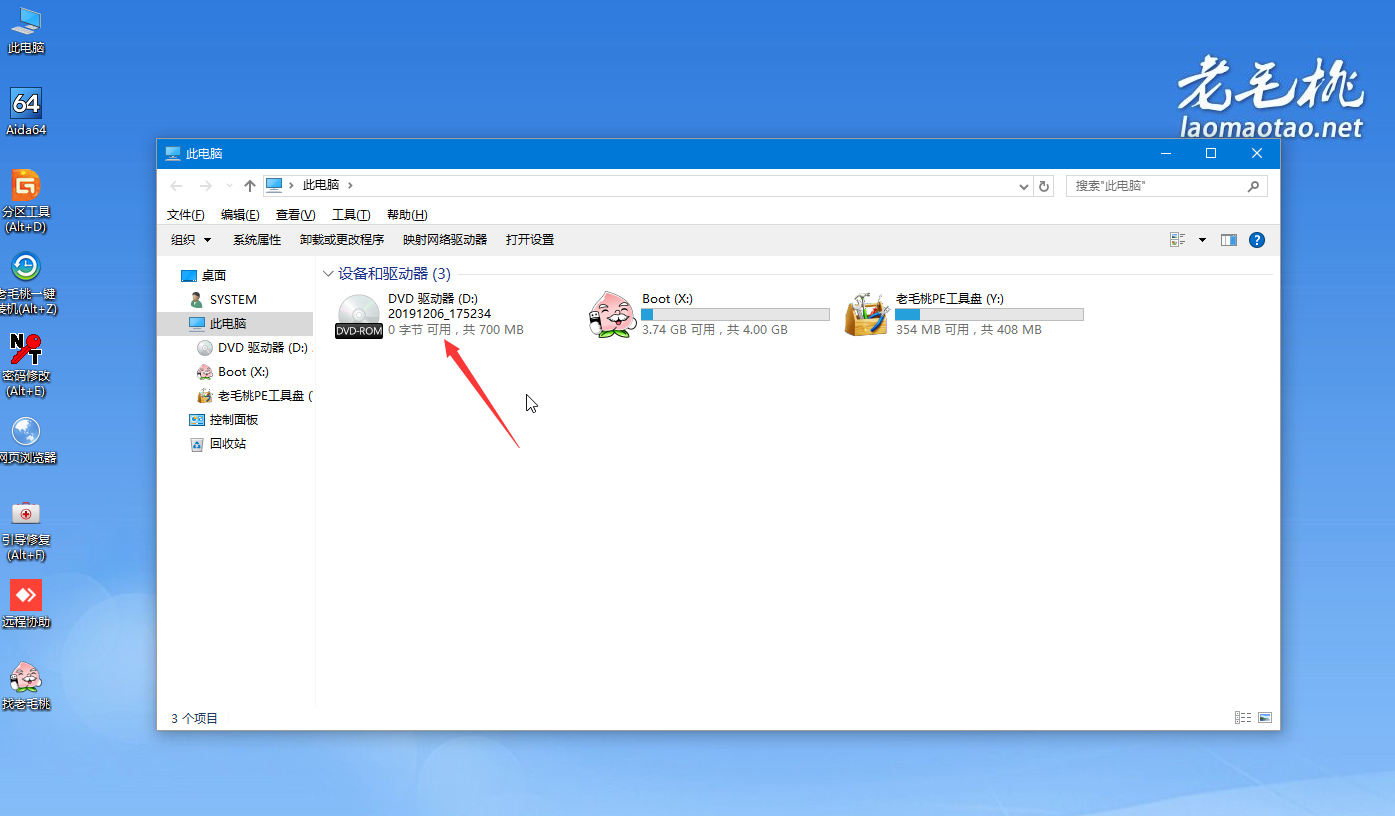 此电脑
64
Aida64
分区工具
(Alt+D)
老毛桃一键
装机(Alt+Z)
NT
密码修改
(Alt+E)
网页浏览器
引导修复
(Alt+F)
远程协助
找老毛桃
老毛桃
laomaotao.net
此电脑
此电脑
搜索"此电脑"
文件(F) 编辑(E) 查看(V) 工具(T) 帮助(H)
组织 系统属性 卸载或更改程序 映射网络驱动器 打开设置
?
桌面
SYSTEM
此电脑
DVD 驱动器 (D:)
Boot (X:)
老毛桃PE工具盘 (
控制面板
回收站
设备和驱动器 (3)
DVD-ROM
DVD 驱动器 (D:)
20191206_175234
0 字节 可用，共 700 MB
Boot (X:)
3.74 GB 可用，共 4.00 GB
老毛桃PE工具盘 (Y:)
354 MB 可用，共 408 MB
3 个项目